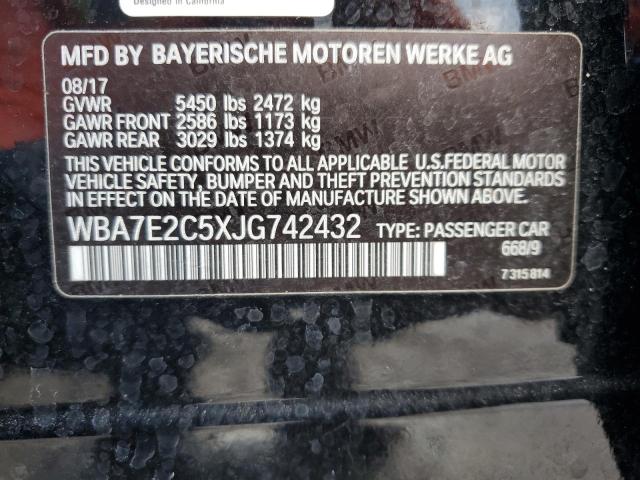 Designed in California
MFD BY BAYERISCHE MOTOREN WERKE AG
08/17
GVWR 5450 lbs 2472 kg
GAWR FRONT 2586 lbs 1173 kg
GAWR REAR 3029 lbs 1374 kg
THIS VEHICLE CONFORMS TO ALL APPLICABLE U.S.FEDERAL MOTOR
VEHICLE SAFETY, BUMPER AND THEFT PREVENTION STANDARDS
IN EFFECT ON THE DATE OF MANUFACTURE SHOWN ABOVE.
WBA7E2C5XJG742432 TYPE: PASSENGER CAR
668/9
7 315 814